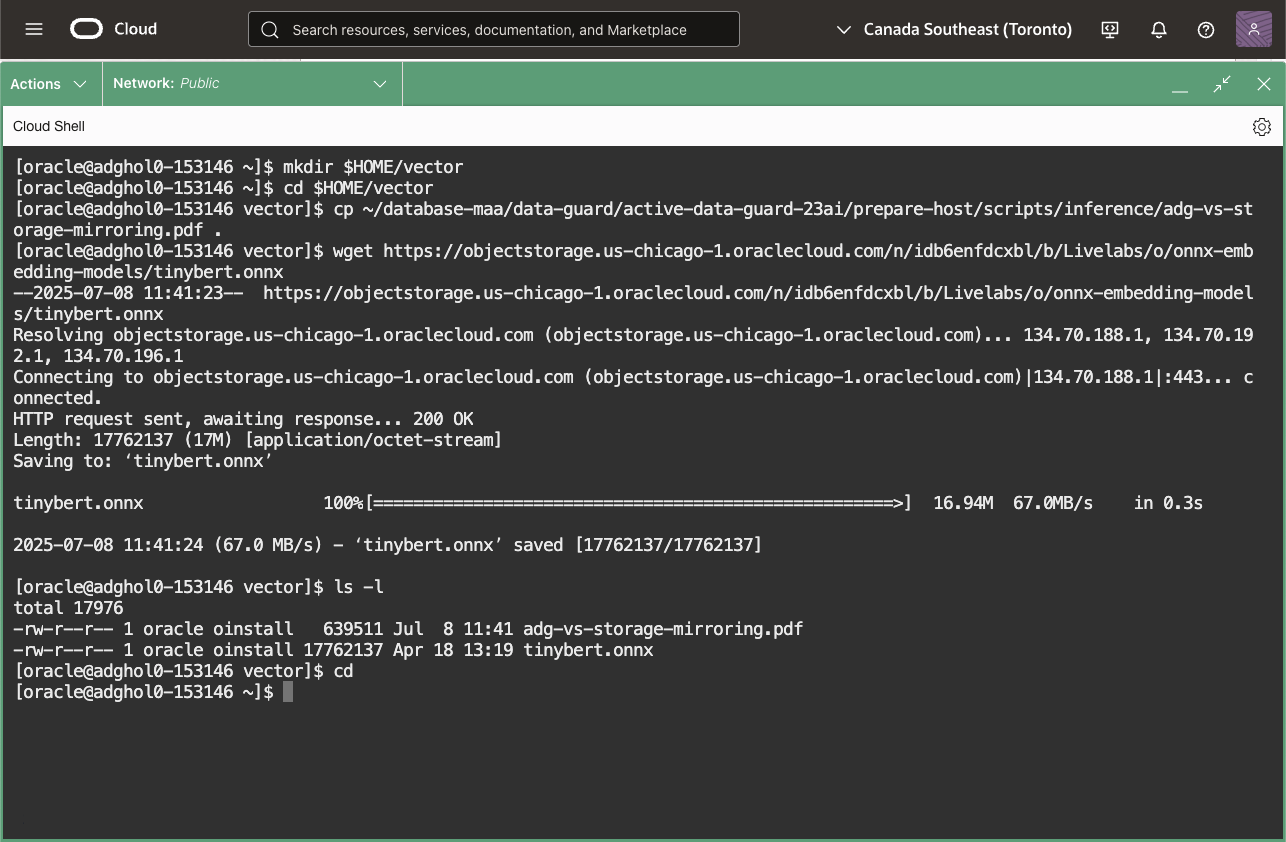 Cloud
Search resources, services, documentation, and Marketplace
Canada Southeast (Toronto)
Actions
Network: Public
Cloud Shell
[oracle@adghol0-153146 ~]$ mkdir $HOME/vector
[oracle@adghol0-153146 ~]$ cd $HOME/vector
[oracle@adghol0-153146 vector]$ cp ~/database-maa/data-guard/active-data-guard-23ai/prepare-host/scripts/inference/adg-vs-st
orage-mirroring.pdf .
[oracle@adghol0-153146 vector]$ wget https://objectstorage.us-chicago-1.oraclecloud.com/n/idb6enfdcxbl/b/Livelabs/o/onnx-emb
edding-models/tinybert.onnx
--2025-07-08 11:41:23--  https://objectstorage.us-chicago-1.oraclecloud.com/n/idb6enfdcxbl/b/Livelabs/o/onnx-embedding-model
s/tinybert.onnx
Resolving objectstorage.us-chicago-1.oraclecloud.com (objectstorage.us-chicago-1.oraclecloud.com)... 134.70.188.1, 134.70.19
2.1, 134.70.196.1
Connecting to objectstorage.us-chicago-1.oraclecloud.com (objectstorage.us-chicago-1.oraclecloud.com)|134.70.188.1|:443... c
onnected.
HTTP request sent, awaiting response... 200 OK
Length: 17762137 (17M) [application/octet-stream]
Saving to: ‘tinybert.onnx’
tinybert.onnx                  100%[====================================================>]  16.94M  67.0MB/s    in 0.3s
2025-07-08 11:41:24 (67.0 MB/s) - ‘tinybert.onnx’ saved [17762137/17762137]
[oracle@adghol0-153146 vector]$ ls -l
total 17976
-rw-r--r-- 1 oracle oinstall   639511 Jul  8 11:41 adg-vs-storage-mirroring.pdf
-rw-r--r-- 1 oracle oinstall 17762137 Apr 18 13:19 tinybert.onnx
[oracle@adghol0-153146 vector]$ cd
[oracle@adghol0-153146 ~]$